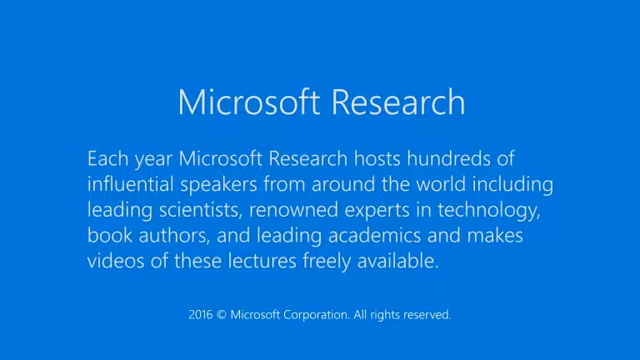 Microsoft Research
Each year Microsoft Research hosts hundreds of
influential speakers from around the world including
leading scientists, renowned experts in technology,
book authors, and leading academics and makes
videos of these lectures freely available.
2016 © Microsoft Corporation. All rights reserved.